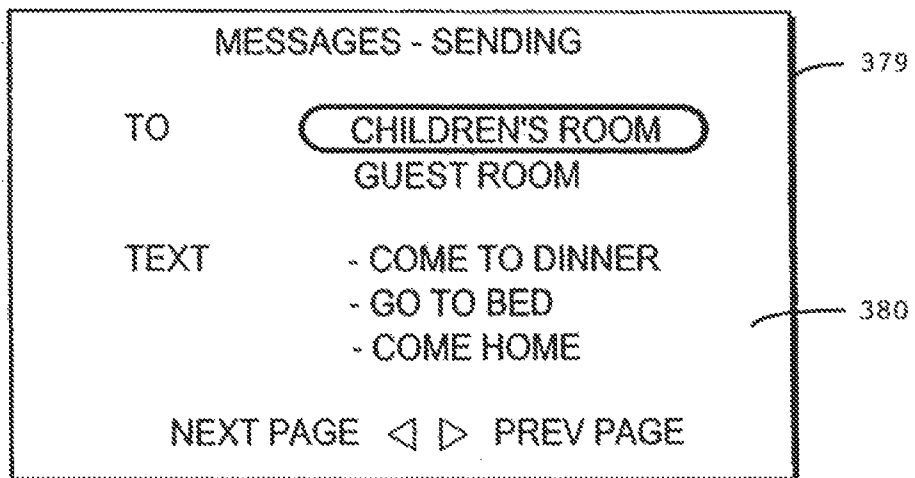 MESSAGES - SENDING
379
TO CHILDREN'S ROOM
GUEST ROOM
TEXT - COME TO DINNER
- GO TO BED
380
- COME HOME
NEXT PAGE ◁ ▷ PREV PAGE